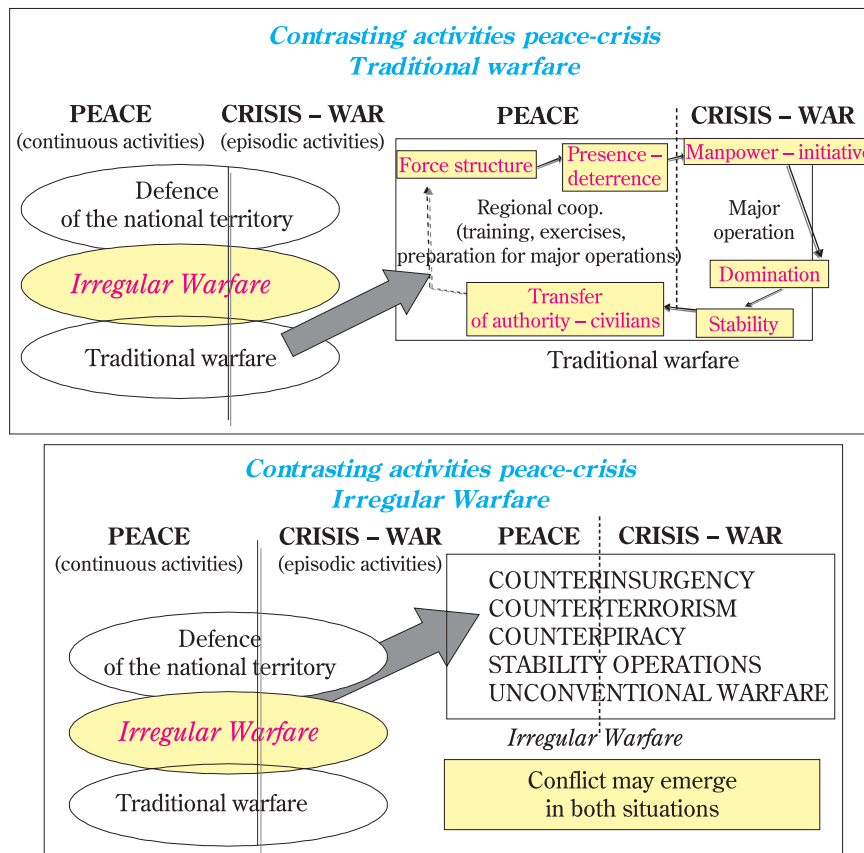 Contrasting activities peace-crisis
Traditional warfare
PEACE
(continuous activities)
CRISIS – WAR
(episodic activities)
Defence
of the national territory
Irregular Warfare
Traditional warfare
PEACE
CRISIS – WAR
Force structure
Presence –
deterrence
Manpower – initiative
Regional coop.
(training, exercises,
preparation for major operations)
Major
operation
Domination
Transfer
of authority – civilians
Stability
Traditional warfare
Contrasting activities peace-crisis
Irregular Warfare
PEACE
(continuous activities)
CRISIS – WAR
(episodic activities)
Defence
of the national territory
Irregular Warfare
Traditional warfare
PEACE
CRISIS – WAR
COUNTERINSURGENCY
COUNTERTERRORISM
COUNTERPIRACY
STABILITY OPERATIONS
UNCONVENTIONAL WARFARE
Irregular Warfare
Conflict may emerge
in both situations